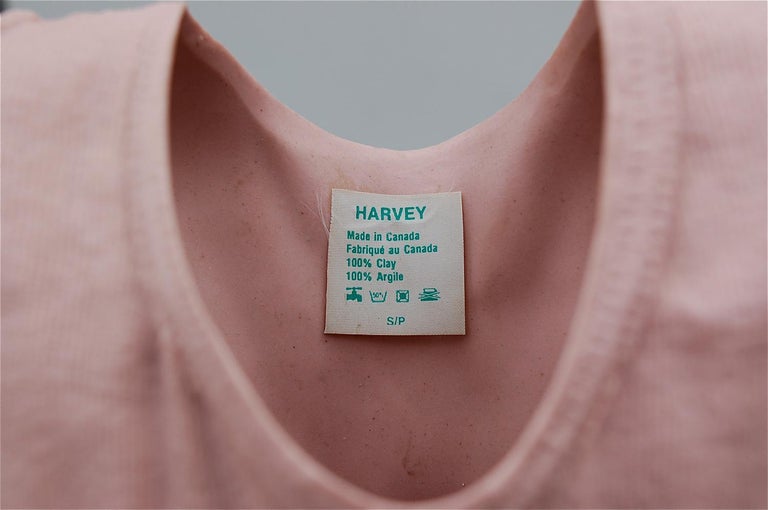 HARVEY
Made in Canada
Fabriqué au Canada
100% Clay
100% Argile
S/P